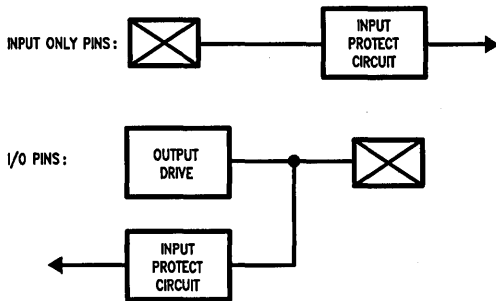 INPUT ONLY PINS:
INPUT
PROTECT
CIRCUIT
I/O PINS:
OUTPUT
DRIVE
INPUT
PROTECT
CIRCUIT